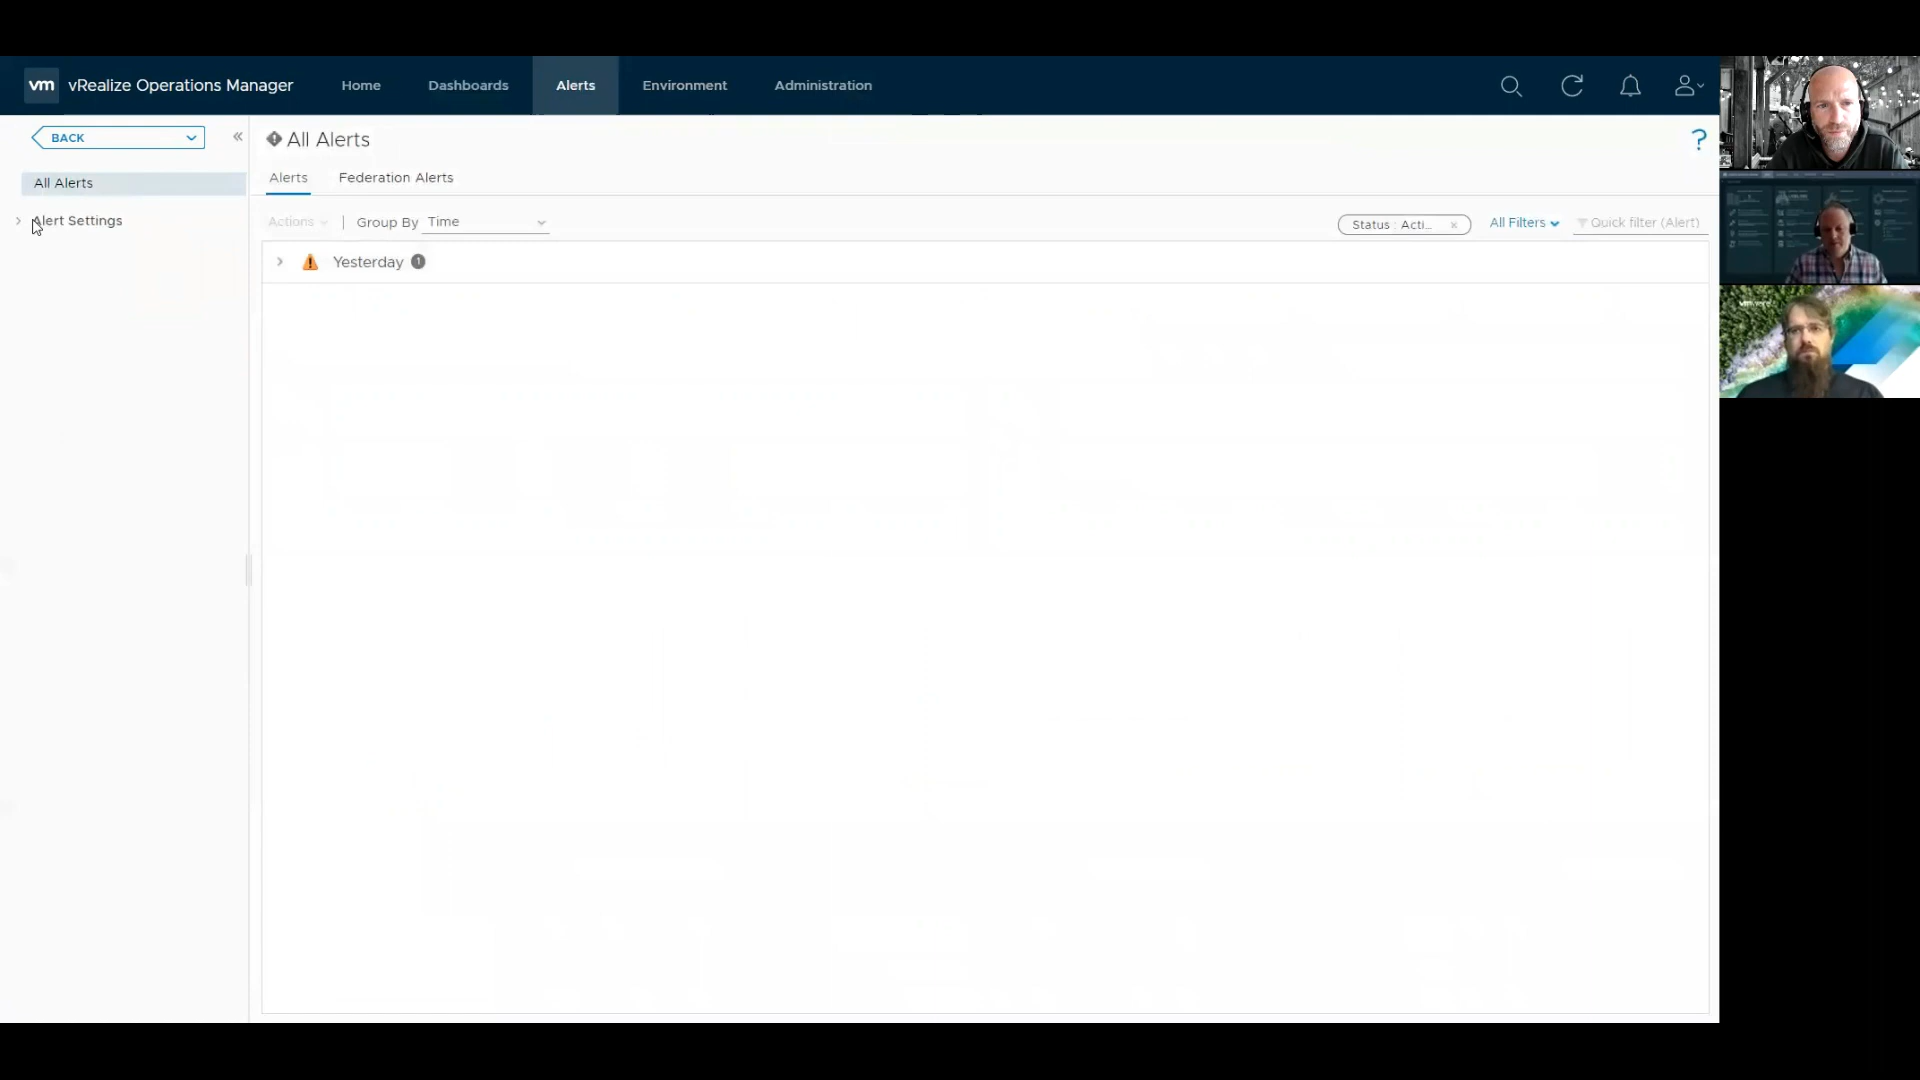 vm vRealize Operations Manager Home Dashboards Alerts Environment Administration
BACK
All Alerts
Alert Settings
All Alerts
?
Alerts Federation Alerts
Actions | Group By Time Status : Acti... × All Filters Quick filter (Alert)
Yesterday 1